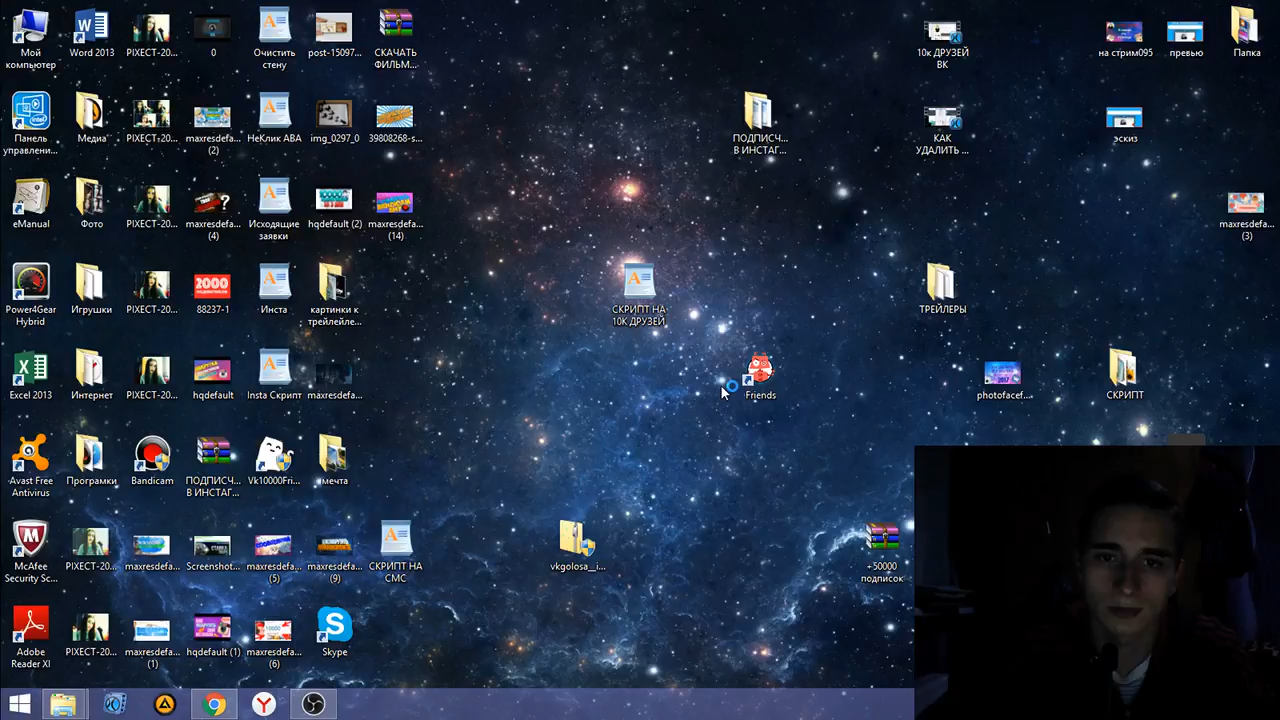 Мой
компьютер
Word 2013
PIXECT-20...
0
Очистить
стену
post-15097...
СКАЧАТЬ
ФИЛЬМ...
10к ДРУЗЕЙ
ВК
на стрим095
превью
Папка
Панель
управлени...
Медиа
PIXECT-20...
maxresdefa...
(2)
НеКлик АВА
img_0297_0
39808268-s...
ПОДПИСЧ...
В ИНСТАГ...
КАК
УДАЛИТЬ ...
эскиз
eManual
Фото
PIXECT-20...
maxresdefa...
(4)
Исходящие
заявки
hqdefault (2)
maxresdefa...
(14)
maxresdefa...
(3)
Power4Gear
Hybrid
Игрушки
PIXECT-20...
2000
88237-1
Инста
картинки к
трейлейле...
СКРИПТ НА
10К ДРУЗЕЙ
ТРЕЙЛЕРЫ
Excel 2013
Интернет
PIXECT-20...
hqdefault
Insta Скрипт
maxresdefa...
Friends
2017
photofacef...
СКРИПТ
Avast Free
Antivirus
Програмки
Bandicam
ПОДПИСЧ...
В ИНСТАГ...
Vk10000Fri...
мечта
McAfee
Security Sc...
PIXECT-20...
maxresdefa...
Screenshot...
maxresdefa...
(5)
maxresdefa...
(9)
СКРИПТ НА
СМС
vkgolosa__i...
+50000
подписок
Adobe
Reader XI
PIXECT-20...
maxresdefa...
(1)
hqdefault (1)
maxresdefa...
(6)
Skype